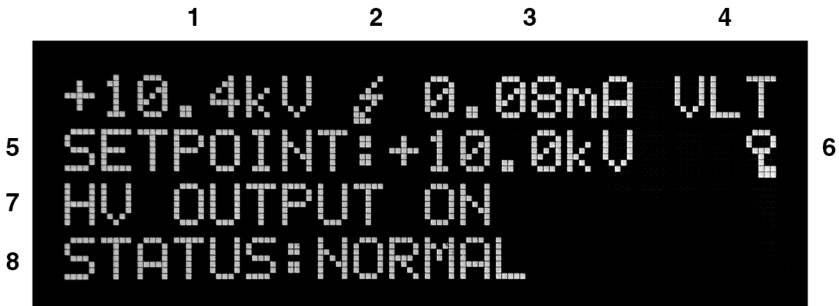 1 2 3 4
+10.4kV ⚡ 0.08mA VLT
5 SETPOINT:+10.0kV 6
7 HV OUTPUT ON
8 STATUS:NORMAL